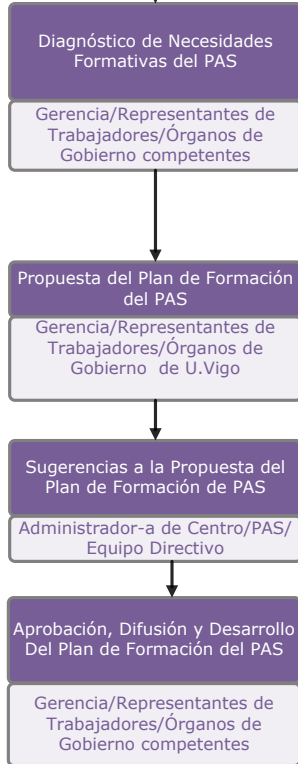 Diagnóstico de Necesidades
Formativas del PAS
Gerencia/Representantes de
Trabajadores/Órganos de
Gobierno competentes
Propuesta del Plan de Formación
del PAS
Gerencia/Representantes de
Trabajadores/Órganos de
Gobierno de U.Vigo
Sugerencias a la Propuesta del
Plan de Formación de PAS
Administrador-a de Centro/PAS/
Equipo Directivo
Aprobación, Difusión y Desarrollo
Del Plan de Formación del PAS
Gerencia/Representantes de
Trabajadores/Órganos de
Gobierno competentes